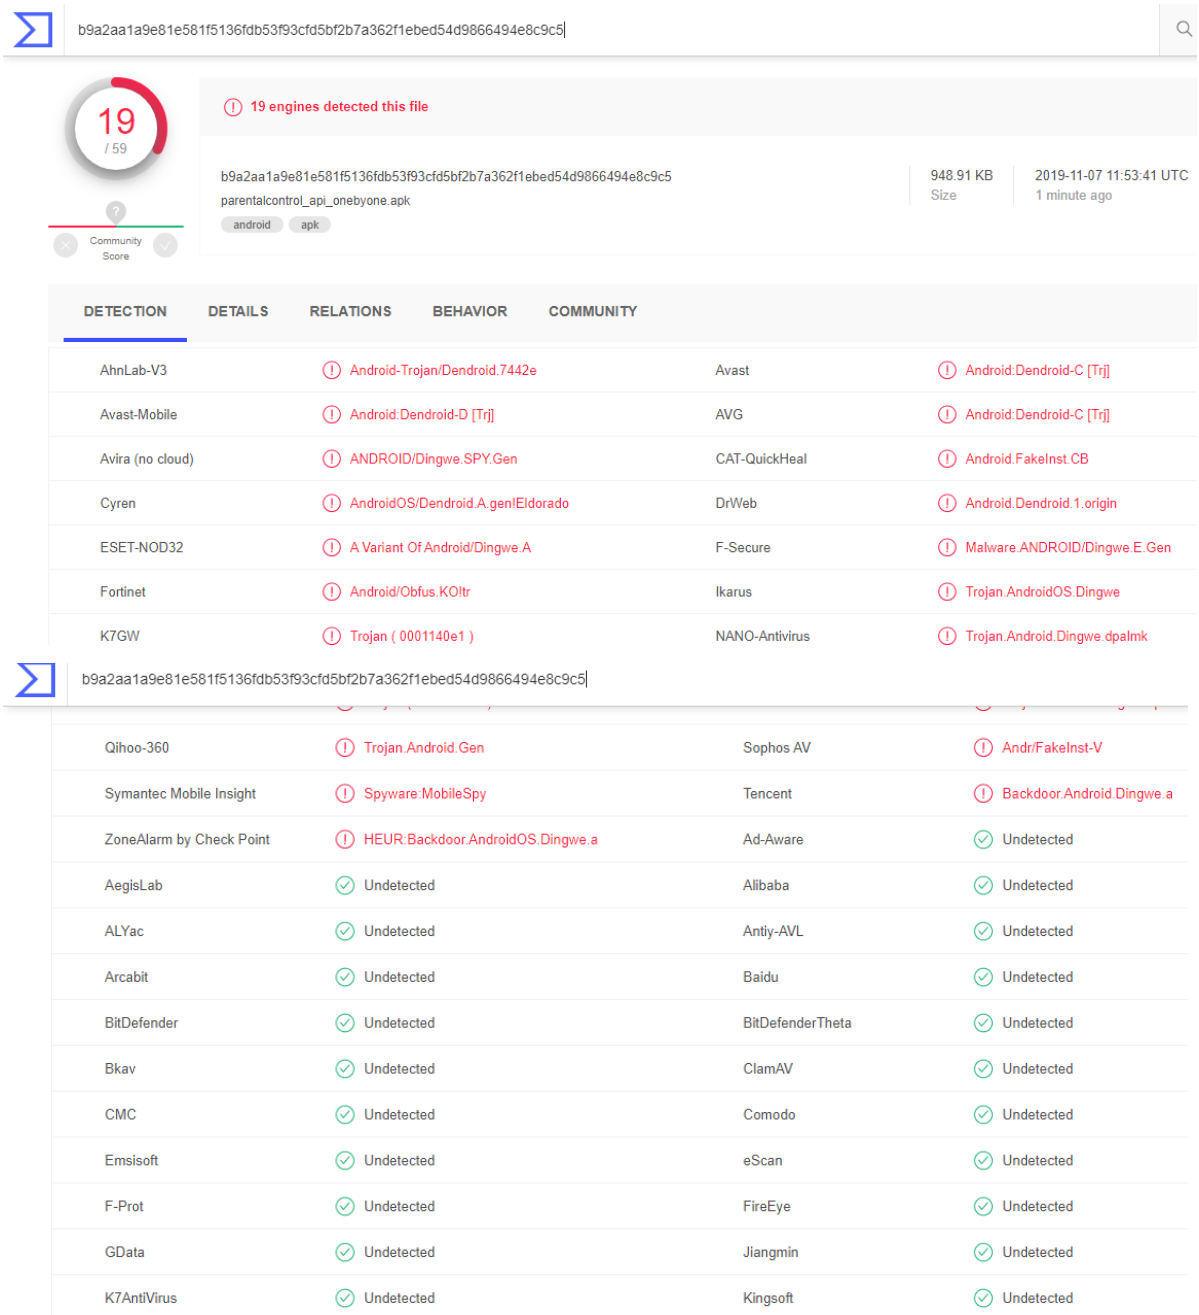 b9a2aa1a9e81e581f5136fdb53f93cfd5bf2b7a362f1ebed54d9866494e8c9c5
19
/ 59
19 engines detected this file
b9a2aa1a9e81e581f5136fdb53f93cfd5bf2b7a362f1ebed54d9866494e8c9c5
parentalcontrol_api_onebyone.apk
android apk
948.91 KB
Size
2019-11-07 11:53:41 UTC
1 minute ago
?
Community
Score
DETECTION DETAILS RELATIONS BEHAVIOR COMMUNITY
AhnLab-V3 Android-Trojan/Dendroid.7442e Avast Android:Dendroid-C [Trj]
Avast-Mobile Android:Dendroid-D [Trj] AVG Android:Dendroid-C [Trj]
Avira (no cloud) ANDROID/Dingwe.SPY.Gen CAT-QuickHeal Android.FakeInst.CB
Cyren AndroidOS/Dendroid.A.gen!Eldorado DrWeb Android.Dendroid.1.origin
ESET-NOD32 A Variant Of Android/Dingwe.A F-Secure Malware.ANDROID/Dingwe.E.Gen
Fortinet Android/Obfus.KO!tr Ikarus Trojan.AndroidOS.Dingwe
K7GW Trojan ( 0001140e1 ) NANO-Antivirus Trojan.Android.Dingwe.dpalmk
b9a2aa1a9e81e581f5136fdb53f93cfd5bf2b7a362f1ebed54d9866494e8c9c5
Qihoo-360 Trojan.Android.Gen Sophos AV Andr/FakeInst-V
Symantec Mobile Insight Spyware:MobileSpy Tencent Backdoor.Android.Dingwe.a
ZoneAlarm by Check Point HEUR:Backdoor.AndroidOS.Dingwe.a Ad-Aware Undetected
AegisLab Undetected Alibaba Undetected
ALYac Undetected Antiy-AVL Undetected
Arcabit Undetected Baidu Undetected
BitDefender Undetected BitDefenderTheta Undetected
Bkav Undetected ClamAV Undetected
CMC Undetected Comodo Undetected
Emsisoft Undetected eScan Undetected
F-Prot Undetected FireEye Undetected
GData Undetected Jiangmin Undetected
K7AntiVirus Undetected Kingsoft Undetected